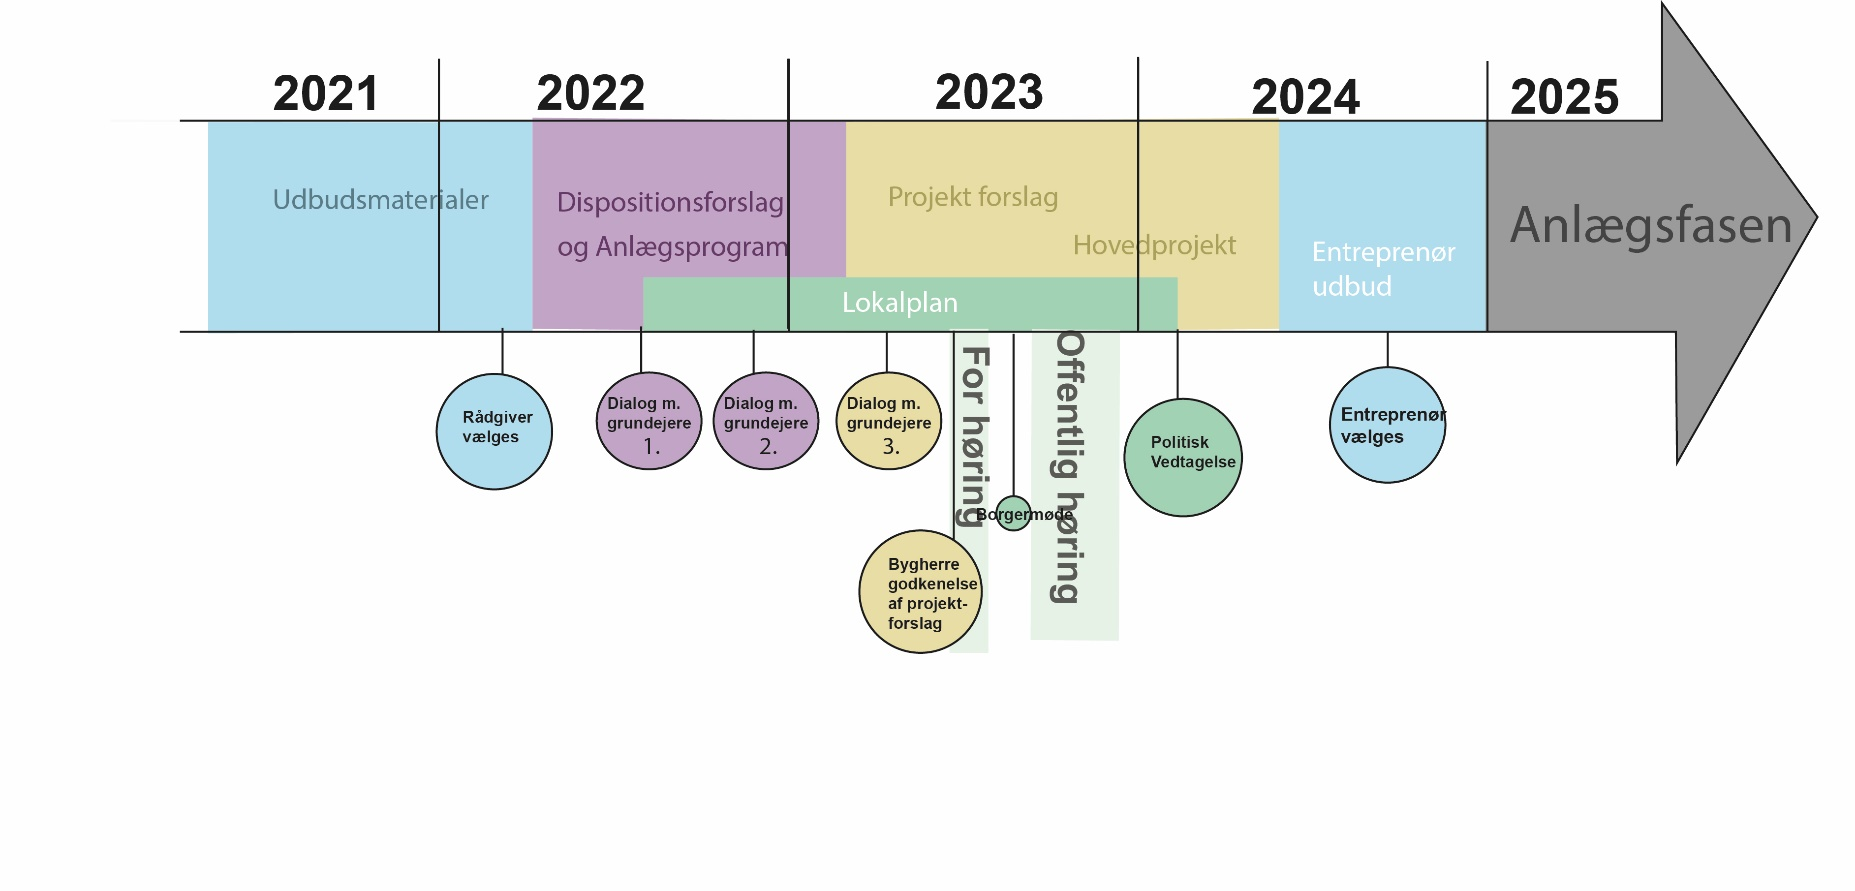 2021
2022
2023
2024
2025
Udbudsmaterialer
Dispositionsforslag
og Anlægsprogram
Projekt forslag
Hovedprojekt
Lokalplan
Entreprenør
udbud
Anlægsfasen
Rådgiver
vælges
Dialog m.
grundejere
1.
Dialog m.
grundejere
2.
Dialog m.
grundejere
3.
For høring
Bygherre
godkenelse
af projekt-
forslag
Borgermøde
Offentlig høring
Politisk
Vedtagelse
Entreprenør
vælges